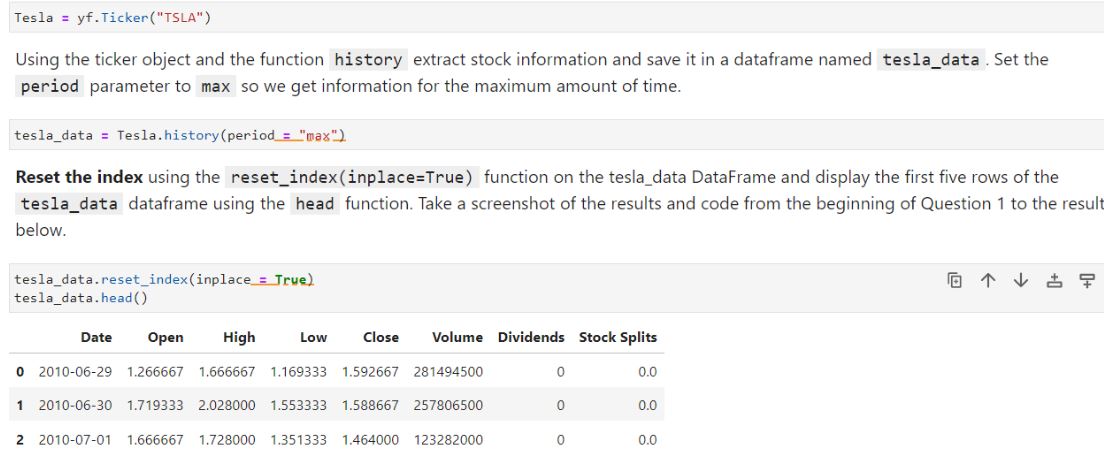 Tesla = yf.Ticker("TSLA")
Using the ticker object and the function history extract stock information and save it in a dataframe named tesla_data . Set the
period parameter to max so we get information for the maximum amount of time.
tesla_data = Tesla.history(period = "max")
Reset the index using the reset_index(inplace=True) function on the tesla_data DataFrame and display the first five rows of the
tesla_data dataframe using the head function. Take a screenshot of the results and code from the beginning of Question 1 to the result
below.
tesla_data.reset_index(inplace = True)
tesla_data.head()
Date Open High Low Close Volume Dividends Stock Splits
0 2010-06-29 1.266667 1.666667 1.169333 1.592667 281494500 0 0.0
1 2010-06-30 1.719333 2.028000 1.553333 1.588667 257806500 0 0.0
2 2010-07-01 1.666667 1.728000 1.351333 1.464000 123282000 0 0.0